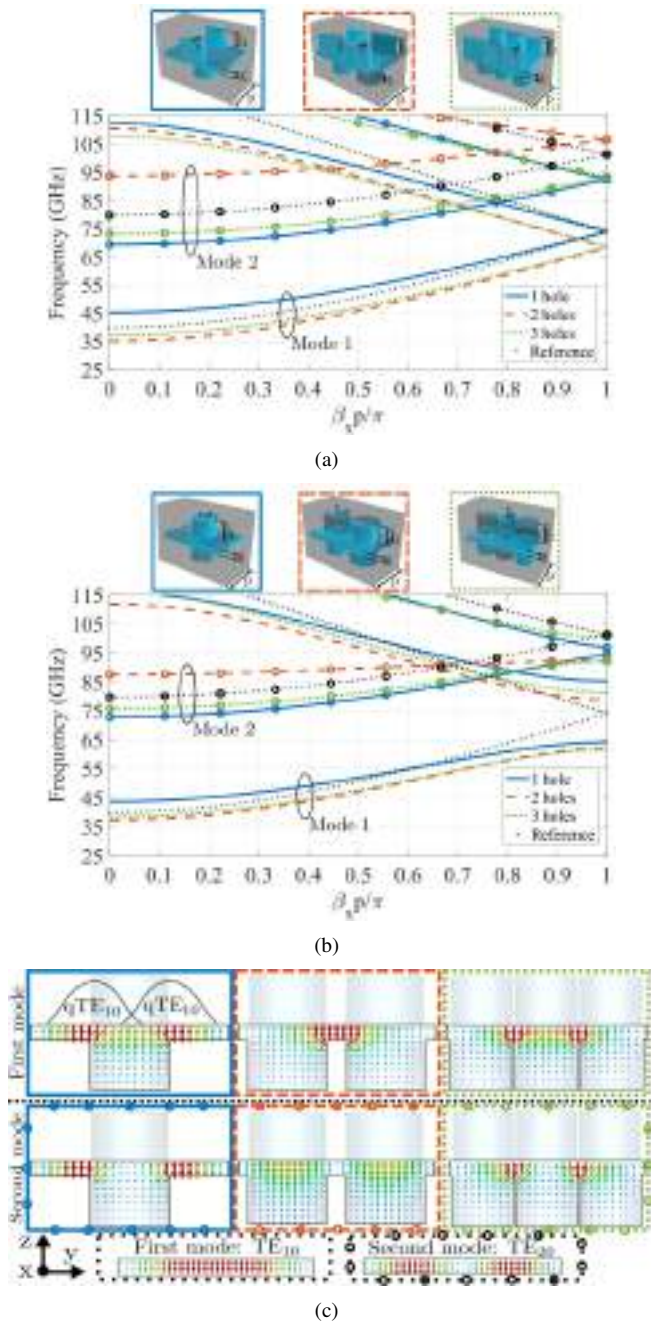 115
105
95
85
75
65
55
45
35
25
Frequency (GHz)
Mode 2
Mode 1
1 hole
2 holes
3 holes
Reference
0 0.1 0.2 0.3 0.4 0.5 0.6 0.7 0.8 0.9 1
βₓp/π
(a)
115
105
95
85
75
65
55
45
35
25
Frequency (GHz)
Mode 2
Mode 1
1 hole
2 holes
3 holes
Reference
0 0.1 0.2 0.3 0.4 0.5 0.6 0.7 0.8 0.9 1
βₓp/π
(b)
First mode
qTE₁₀ qTE₁₀
Second mode
Z
X Y
First mode: TE₁₀
Second mode: TE₂₀
(c)